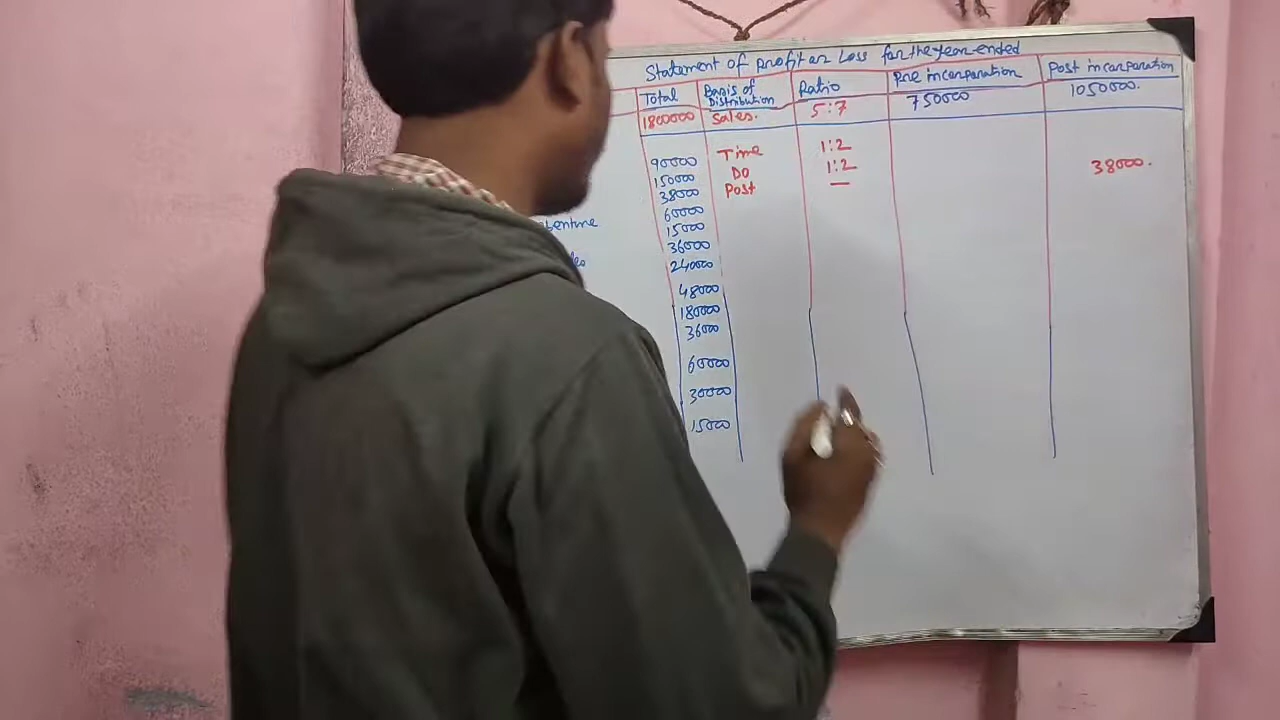 Statement of Profit or Loss for the year ended
Total Basis of Distribution Ratio Pre incorporation Post incorporation
1800000 Sales. 5:7 750000 1050000.
90000 Time 1:2
150000 Do 1:2
38000 Post — 38000.
60000
15000
36000
240000
48000
180000
36000
60000
30000
15000